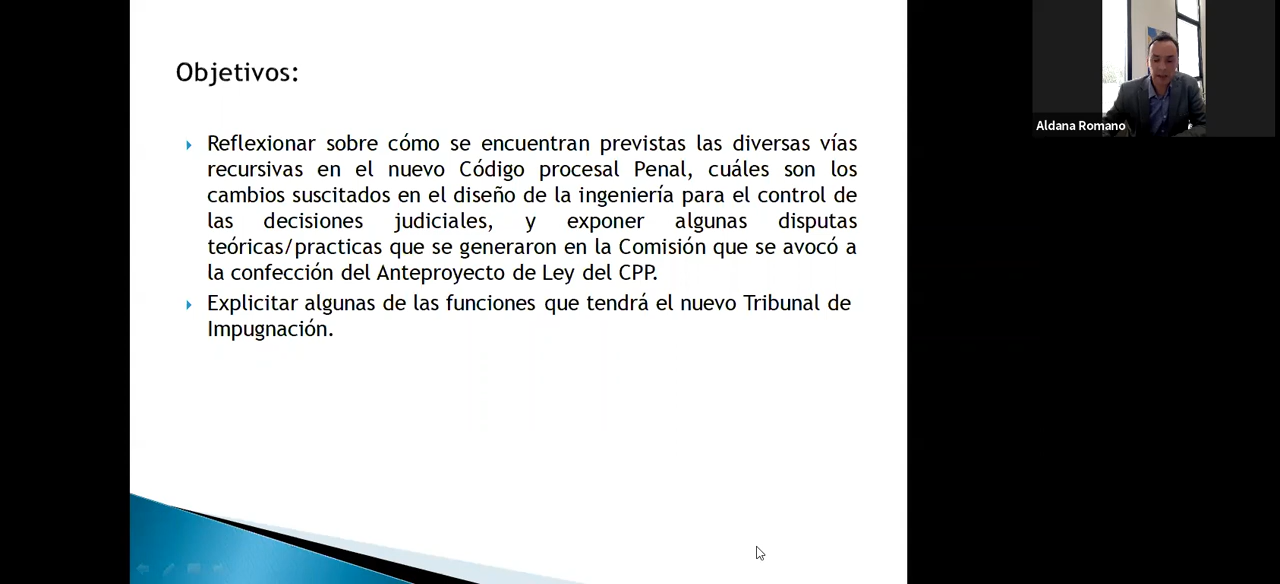 Objetivos:
Reflexionar sobre cómo se encuentran previstas las diversas vías
recursivas en el nuevo Código procesal Penal, cuáles son los
cambios suscitados en el diseño de la ingeniería para el control de
las decisiones judiciales, y exponer algunas disputas
teóricas/practicas que se generaron en la Comisión que se avocó a
la confección del Anteproyecto de Ley del CPP.
Explicitar algunas de las funciones que tendrá el nuevo Tribunal de
Impugnación.
Aldana Romano